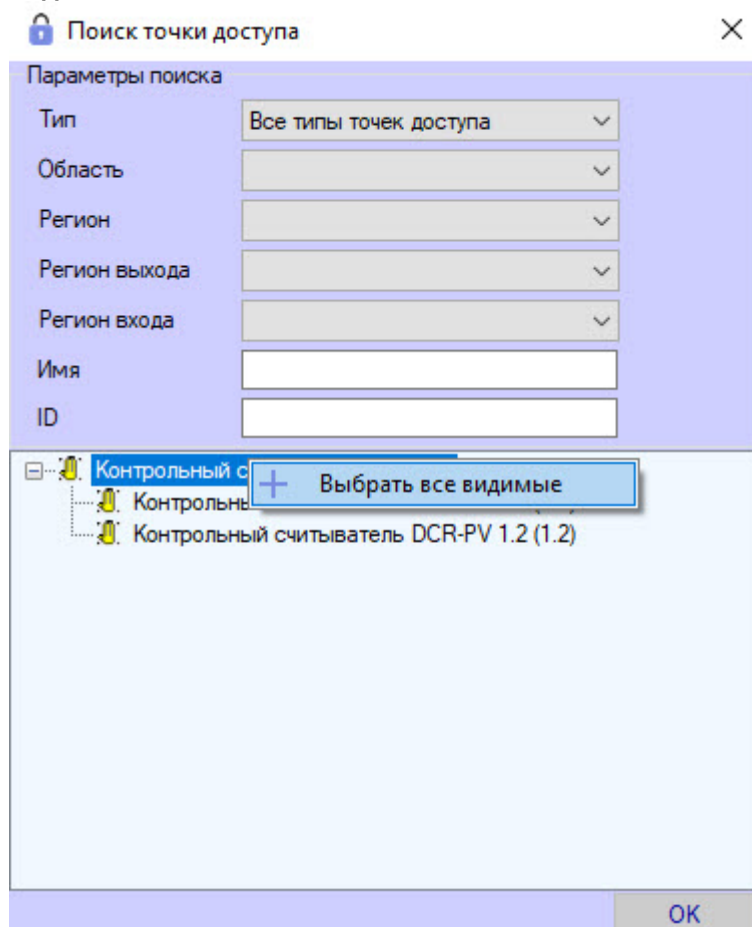 Поиск точки доступа
Параметры поиска
Тип Все типы точек доступа
Область
Регион
Регион выхода
Регион входа
Имя
ID
Контрольный с
Выбрать все видимые
Контрольны
Контрольный считыватель DCR-PV 1.2 (1.2)
OK